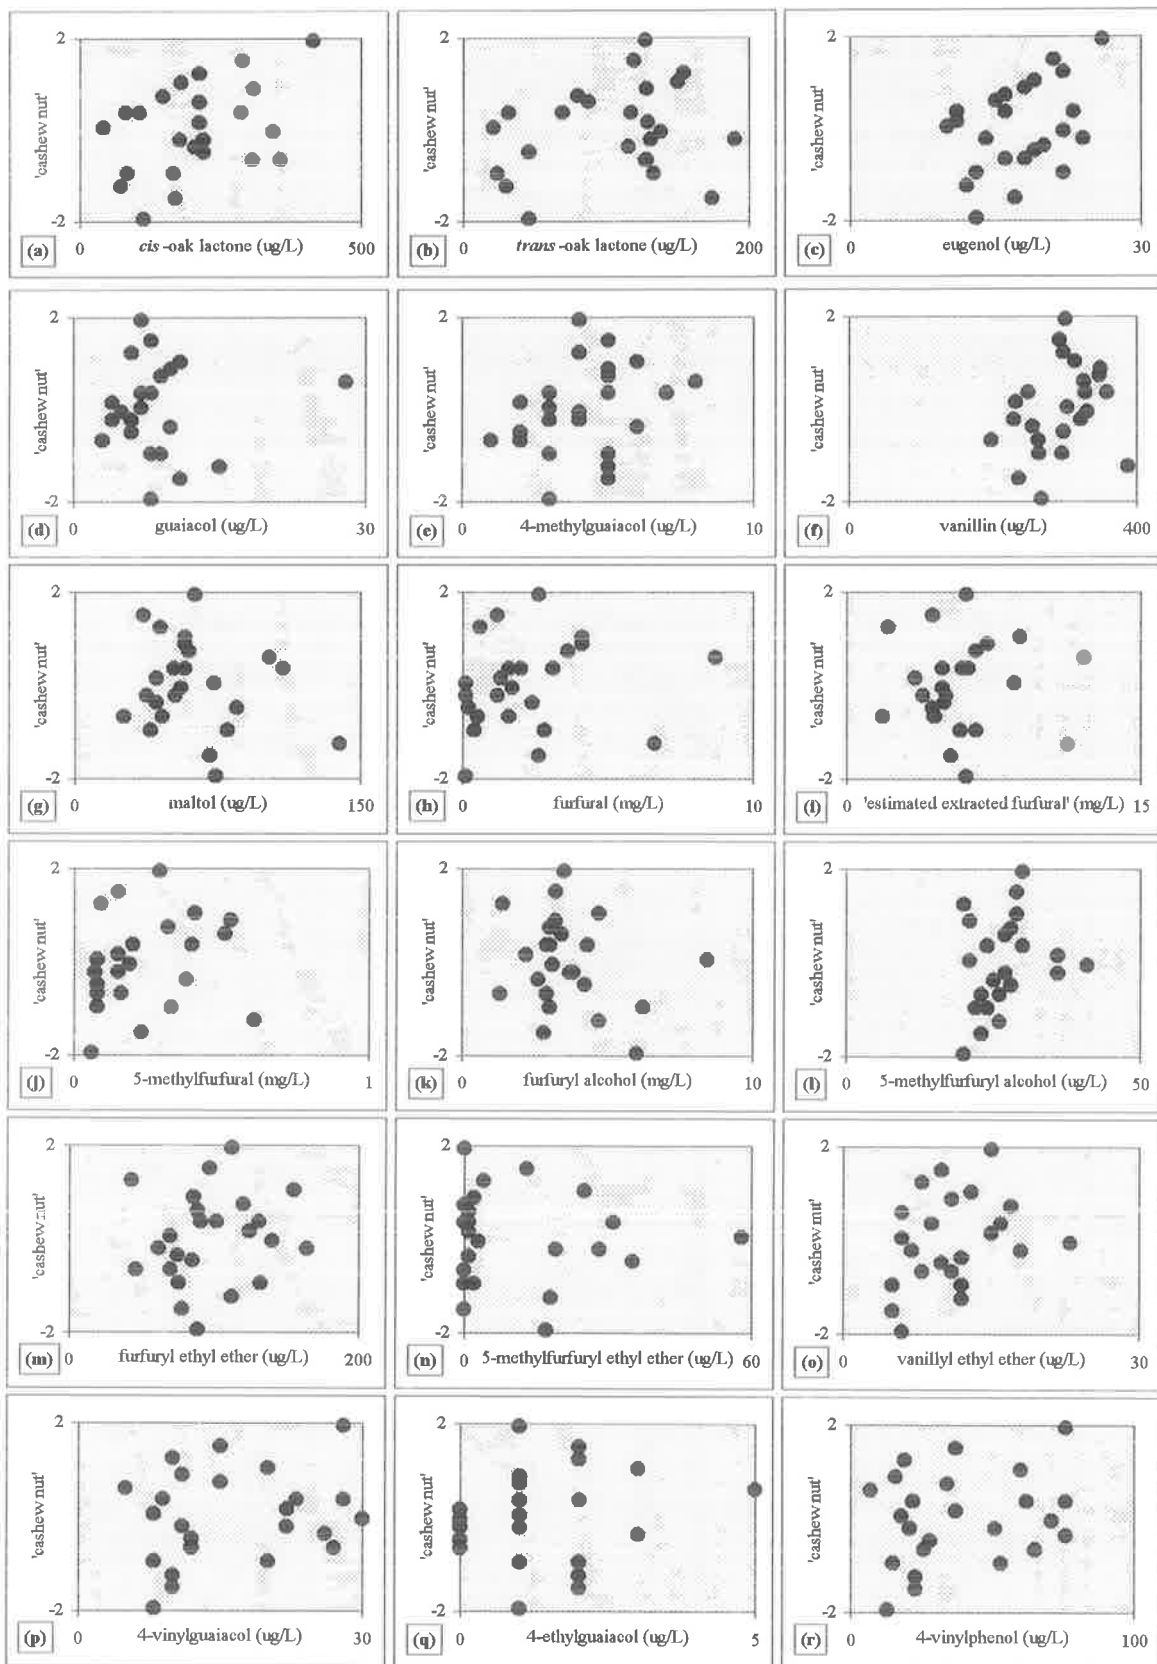 2 2 2
'cashew nut' 'cashew nut' 'cashew nut'
-2 -2 -2
0 500 0 200 0 30
(a) cis -oak lactone (ug/L) (b) trans -oak lactone (ug/L) (c) eugenol (ug/L)
2 2 2
'cashew nut' 'cashew nut' 'cashew nut'
-2 -2 -2
0 30 0 10 0 400
(d) guaiacol (ug/L) (e) 4-methylguaiacol (ug/L) (f) vanillin (ug/L)
2 2 2
'cashew nut' 'cashew nut' 'cashew nut'
-2 -2 -2
0 150 0 10 0 15
(g) maltol (ug/L) (h) furfural (mg/L) (i) 'estimated extracted furfural' (mg/L)
2 2 2
'cashew nut' 'cashew nut' 'cashew nut'
-2 -2 -2
0 1 0 10 0 50
(j) 5-methylfurfural (mg/L) (k) furfuryl alcohol (mg/L) (l) 5-methylfurfuryl alcohol (ug/L)
2 2 2
'cashew nut' 'cashew nut' 'cashew nut'
-2 -2 -2
0 200 0 60 0 30
(m) furfuryl ethyl ether (ug/L) (n) 5-methylfurfuryl ethyl ether (ug/L) (o) vanillyl ethyl ether (ug/L)
2 2 2
'cashew nut' 'cashew nut' 'cashew nut'
-2 -2 -2
0 30 0 5 0 100
(p) 4-vinylguaiacol (ug/L) (q) 4-ethylguaiacol (ug/L) (r) 4-vinylphenol (ug/L)